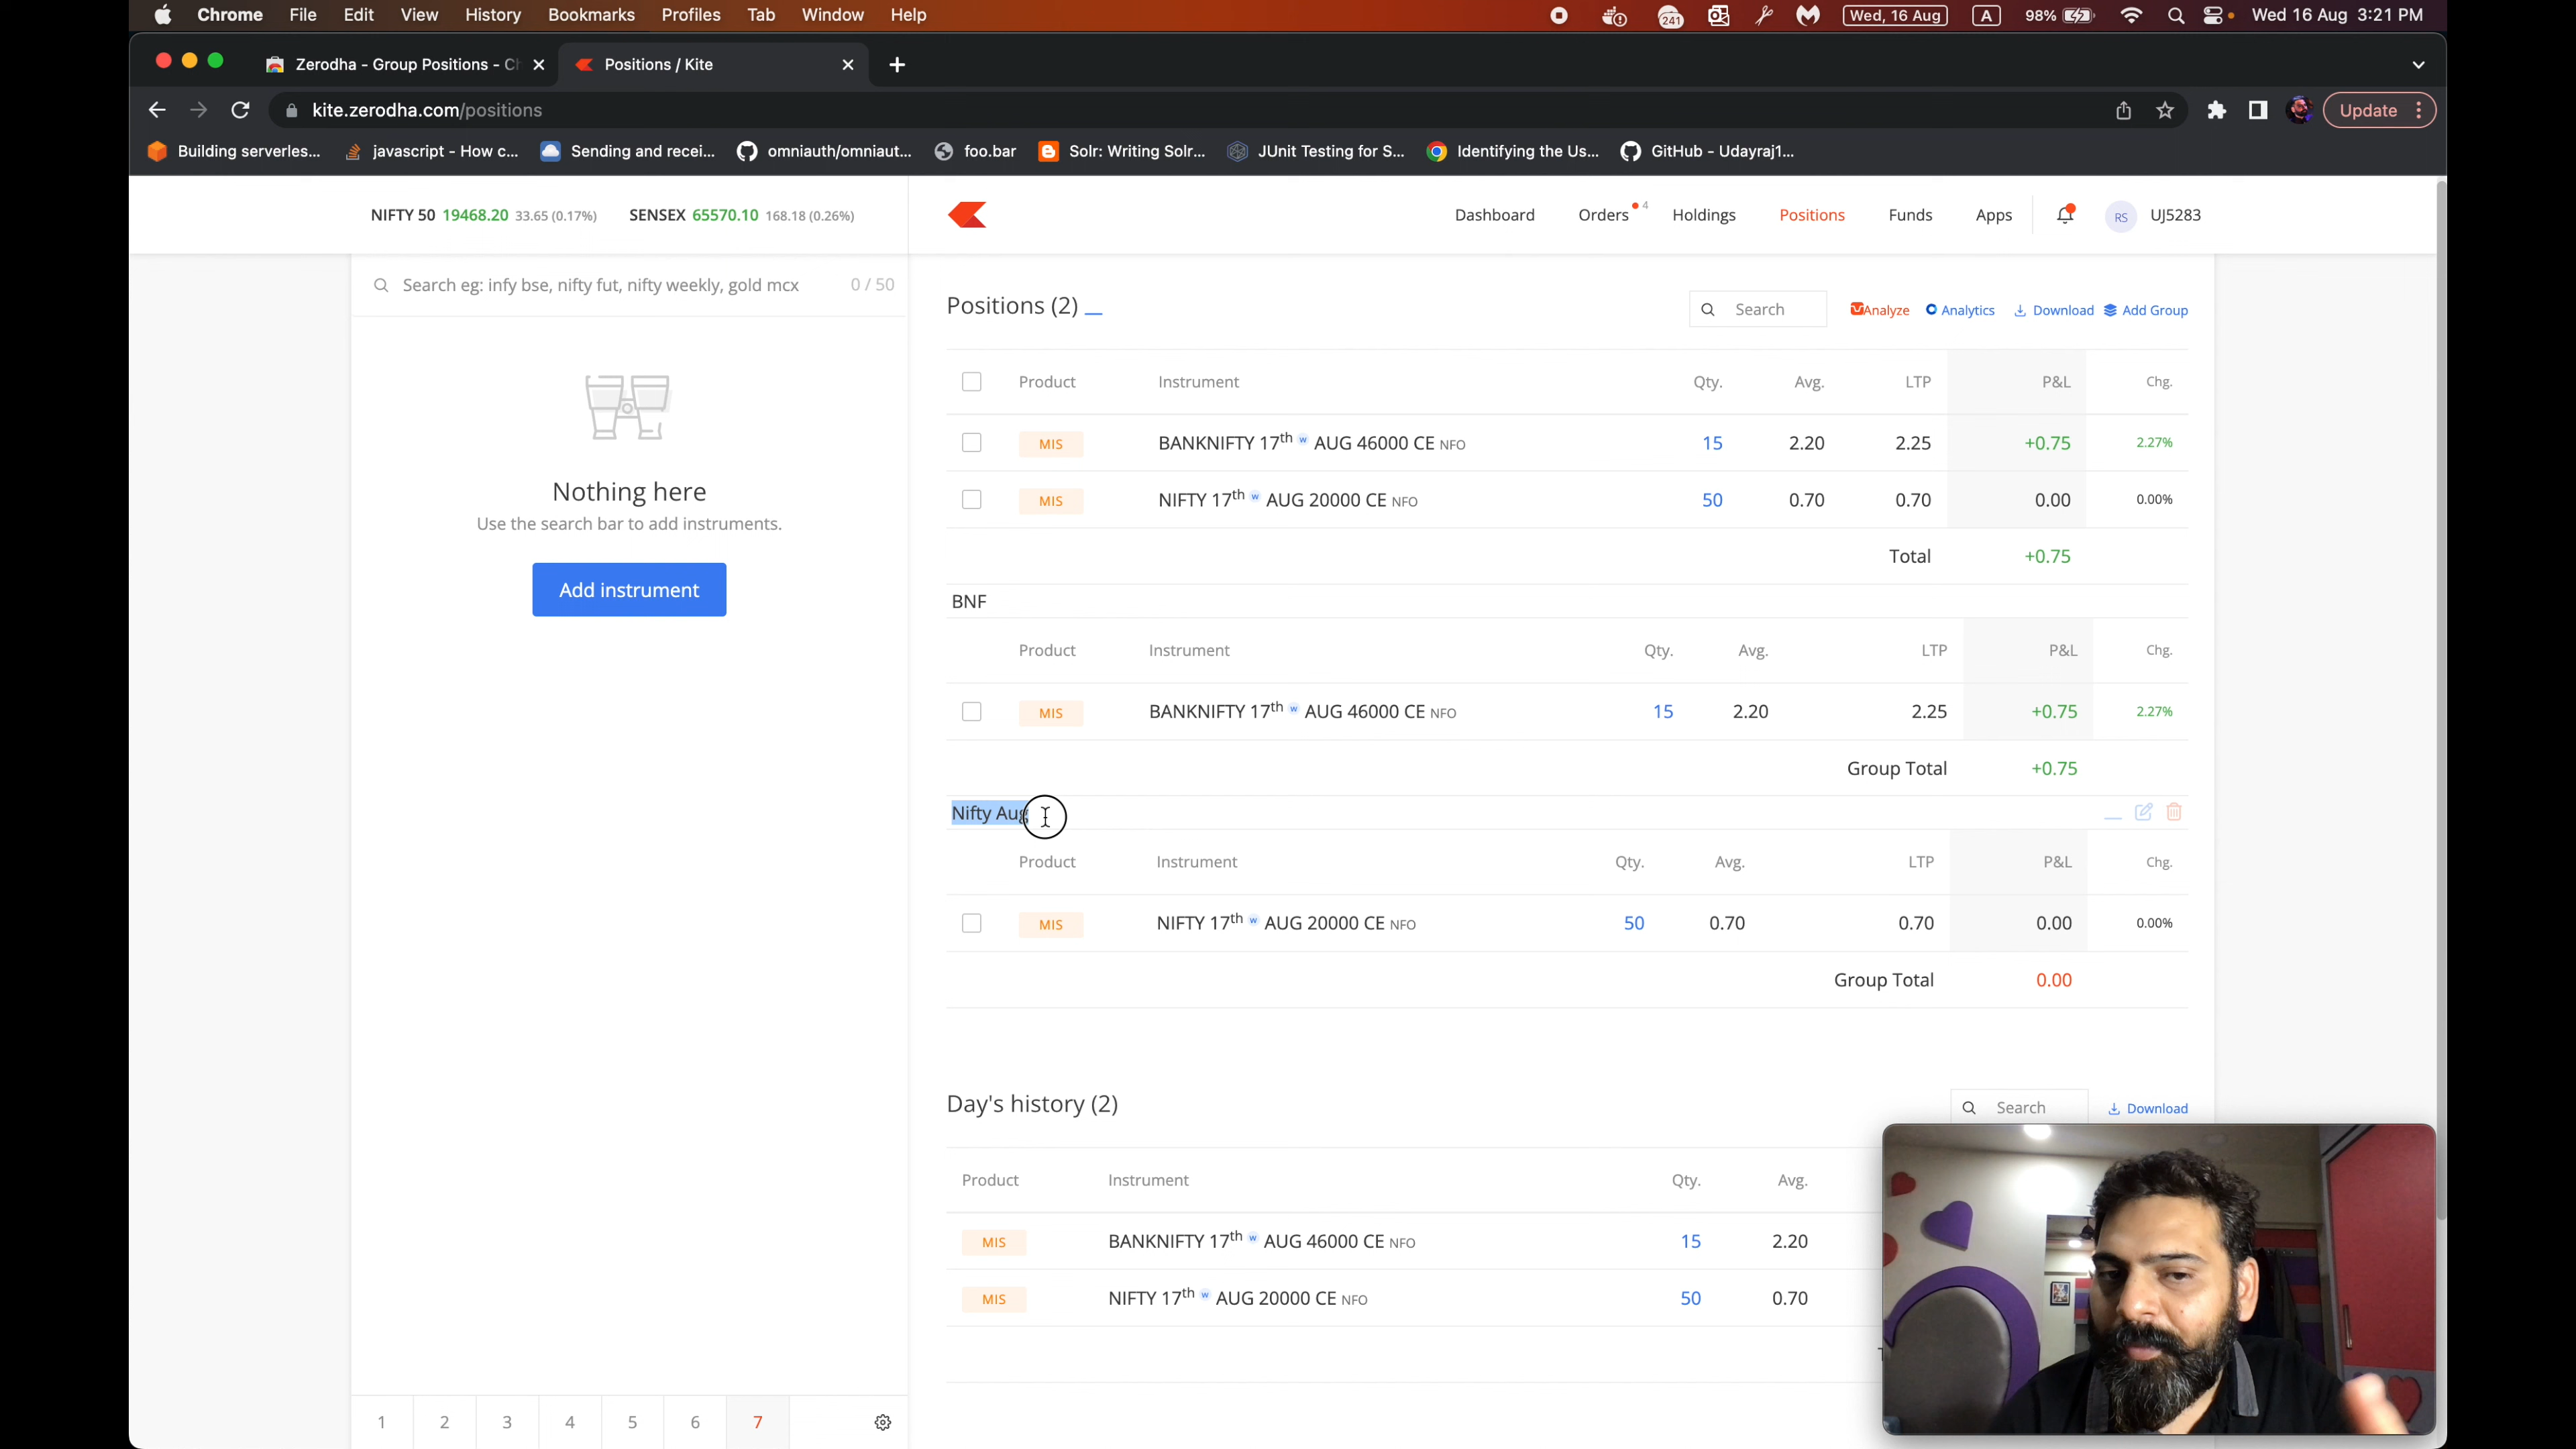 Chrome File Edit View History Bookmarks Profiles Tab Window Help 241 Wed, 16 Aug A 98% Wed 16 Aug 3:21 PM
Zerodha - Group Positions - Ch Positions / Kite
kite.zerodha.com/positions Update
Building serverles... javascript - How c... Sending and recei... omniauth/omniaut... foo.bar Solr: Writing Solr... JUnit Testing for S... Identifying the Us... GitHub - Udayraj1...
NIFTY 50 19468.20 33.65 (0.17%) SENSEX 65570.10 168.18 (0.26%) Dashboard Orders 4 Holdings Positions Funds Apps RS UJ5283
Search eg: infy bse, nifty fut, nifty weekly, gold mcx 0 / 50
Nothing here
Use the search bar to add instruments.
Add instrument
1 2 3 4 5 6 7
Positions (2) Search Analyze Analytics Download Add Group
Product Instrument Qty. Avg. LTP P&L Chg.
MIS BANKNIFTY 17th w AUG 46000 CE NFO 15 2.20 2.25 +0.75 2.27%
MIS NIFTY 17th w AUG 20000 CE NFO 50 0.70 0.70 0.00 0.00%
Total +0.75
BNF
Product Instrument Qty. Avg. LTP P&L Chg.
MIS BANKNIFTY 17th w AUG 46000 CE NFO 15 2.20 2.25 +0.75 2.27%
Group Total +0.75
Nifty Aug
Product Instrument Qty. Avg. LTP P&L Chg.
MIS NIFTY 17th w AUG 20000 CE NFO 50 0.70 0.70 0.00 0.00%
Group Total 0.00
Day's history (2) Search Download
Product Instrument Qty. Avg.
MIS BANKNIFTY 17th w AUG 46000 CE NFO 15 2.20
MIS NIFTY 17th w AUG 20000 CE NFO 50 0.70